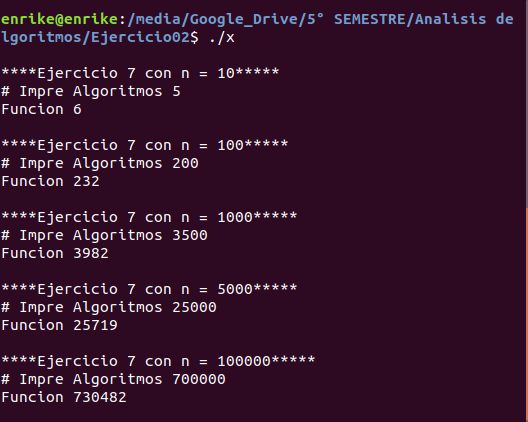 enrike@enrike:/media/Google_Drive/5° SEMESTRE/Analisis de
lgoritmos/Ejercicio02$ ./x
****Ejercicio 7 con n = 10*****
# Impre Algoritmos 5
Funcion 6
****Ejercicio 7 con n = 100*****
# Impre Algoritmos 200
Funcion 232
****Ejercicio 7 con n = 1000*****
# Impre Algoritmos 3500
Funcion 3982
****Ejercicio 7 con n = 5000*****
# Impre Algoritmos 25000
Funcion 25719
****Ejercicio 7 con n = 100000*****
# Impre Algoritmos 700000
Funcion 730482